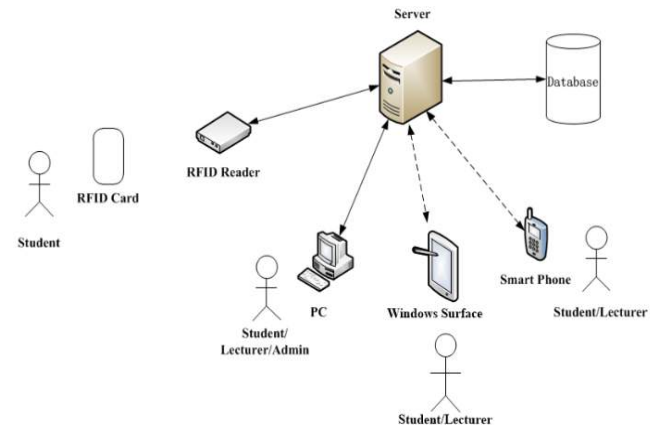 Server
Database
RFID Reader
RFID Card
Student
Smart Phone
Student/Lecturer
PC
Windows Surface
Student/
Lecturer/Admin
Student/Lecturer